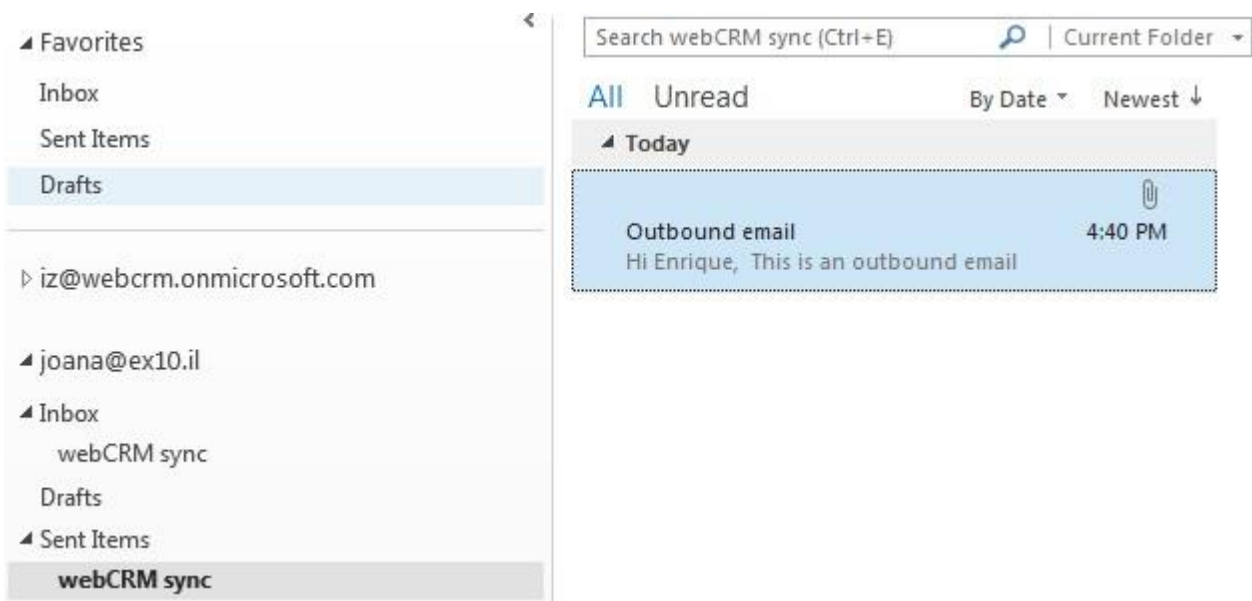 Favorites
Inbox
Sent Items
Drafts
iz@webcrm.onmicrosoft.com
joana@ex10.il
Inbox
webCRM sync
Drafts
Sent Items
webCRM sync
Search webCRM sync (Ctrl+E) Current Folder
All Unread By Date Newest
Today
Outbound email 4:40 PM
Hi Enrique, This is an outbound email